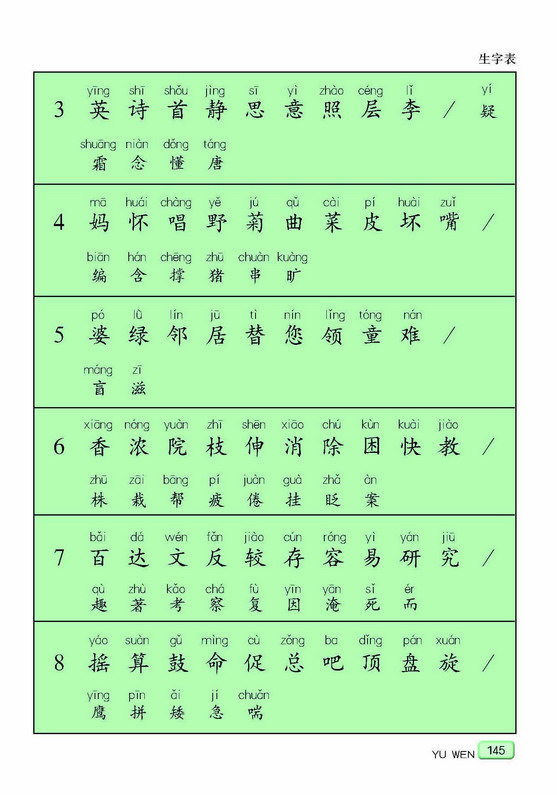 生字表
yīng shī shǒu jìng sī yì zhào céng lǐ yí
3 英 诗 首 静 思 意 照 层 李 / 疑
shuāng niàn dǒng táng
霜 念 懂 唐
mā huái chàng yě jú qǔ cài pí huài zuǐ
4 妈 怀 唱 野 菊 曲 菜 皮 坏 嘴 /
biān hán chēng zhū chuàn kuàng
编 含 撑 猪 串 旷
pó lǜ lín jū tì nín lǐng tóng nán
5 婆 绿 邻 居 替 您 领 童 难 /
máng zī
盲 滋
xiāng nóng yuàn zhī shēn xiāo chú kùn kuài jiào
6 香 浓 院 枝 伸 消 除 困 快 教 /
zhū zāi bāng pí juàn guà zhǎ àn
株 栽 帮 疲 倦 挂 眨 案
bǎi dá wén fǎn jiào cún róng yì yán jiū
7 百 达 文 反 较 存 容 易 研 究 /
qù zhù kǎo chá fù yīn yān sǐ ér
趣 著 考 察 复 因 淹 死 而
yáo suàn gǔ mìng cù zǒng ba dǐng pán xuán
8 摇 算 鼓 命 促 总 吧 顶 盘 旋 /
yīng pīn ǎi jí chuǎn
鹰 拼 矮 急 喘
YU WEN 145